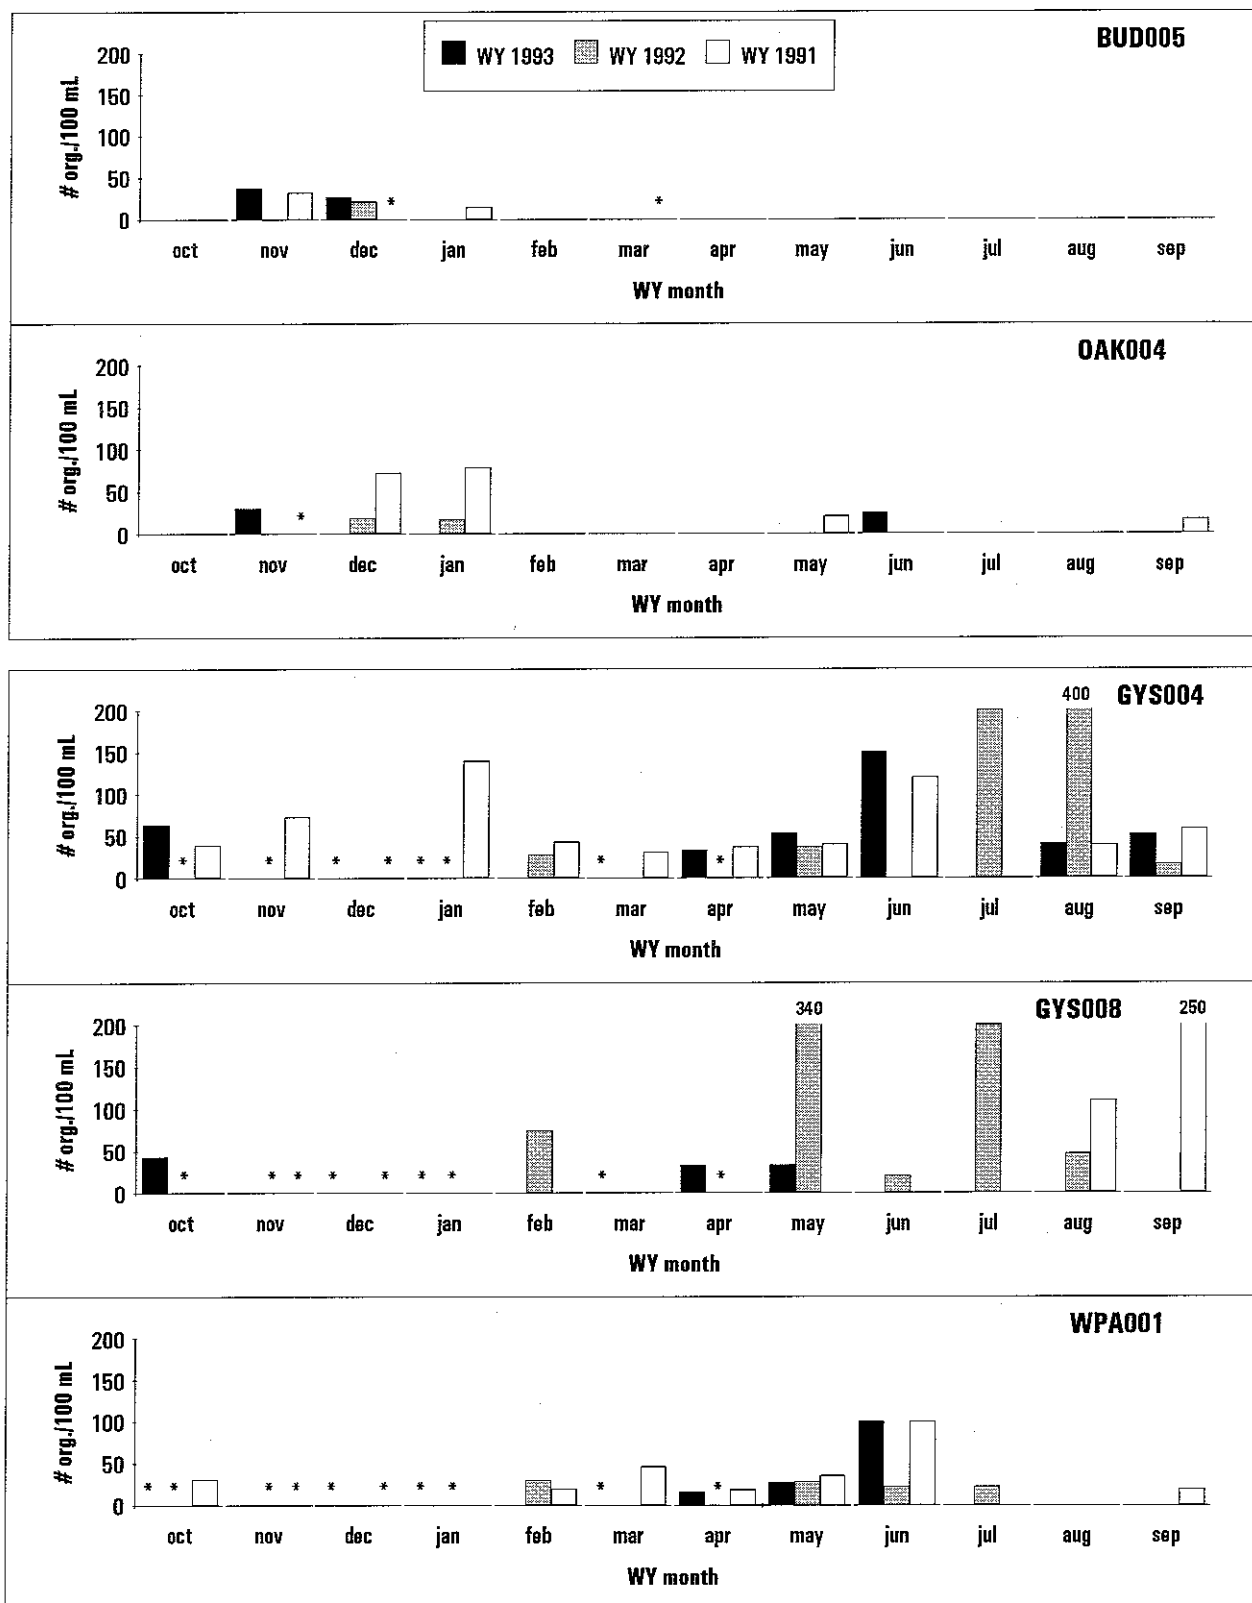 BUD005
WY 1993 WY 1992 WY 1991
# org./100 mL
200
150
100
50
0
*
*
oct nov dec jan feb mar apr may jun jul aug sep
WY month
OAK004
# org./100 mL
200
150
100
50
0
*
oct nov dec jan feb mar apr may jun jul aug sep
WY month
GYS004
400
# org./100 mL
200
150
100
50
0
* * * * * * * *
oct nov dec jan feb mar apr may jun jul aug sep
WY month
GYS008
340
250
# org./100 mL
200
150
100
50
0
* * * * * * * * *
oct nov dec jan feb mar apr may jun jul aug sep
WY month
WPA001
# org./100 mL
200
150
100
50
0
* * * * * * * * * *
oct nov dec jan feb mar apr may jun jul aug sep
WY month